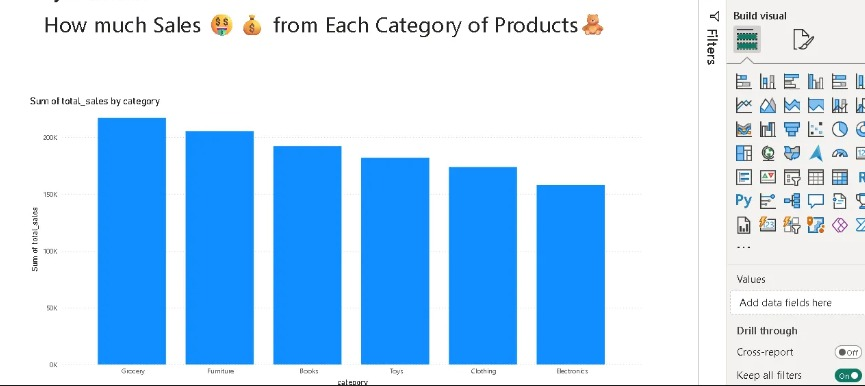 How much Sales 🤑 💰 from Each Category of Products🧸
Sum of total_sales by category
Sum of total_sales
200K
150K
100K
50K
0K
Grocery
Furniture
Books
Toys
Clothing
Electronics
category
Filters
Build visual
Py
...
Values
Add data fields here
Drill through
Cross-report
Off
Keep all filters
On